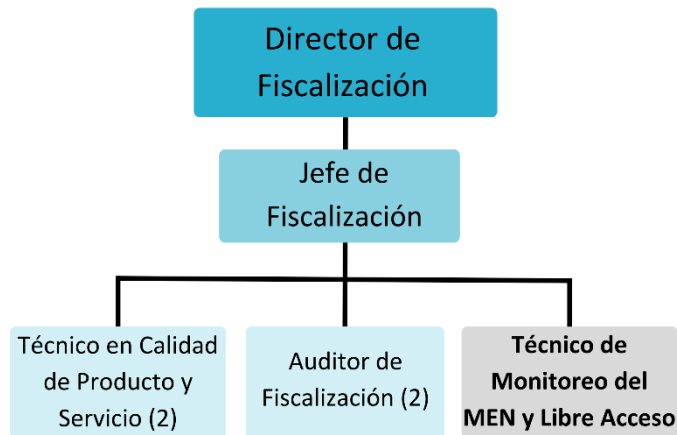 Director de
Fiscalización
Jefe de
Fiscalización
Técnico en Calidad
de Producto y
Servicio (2)
Auditor de
Fiscalización (2)
Técnico de
Monitoreo del
MEN y Libre Acceso